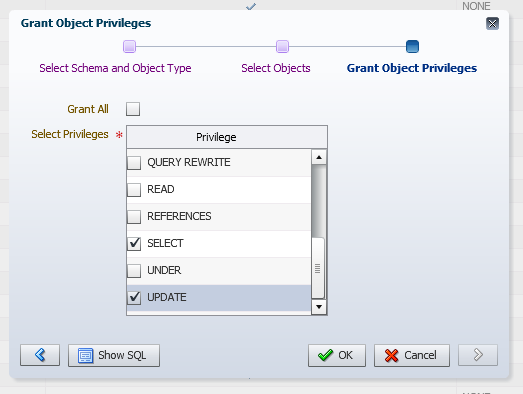 NONE
Grant Object Privileges
Select Schema and Object Type
Select Objects
Grant Object Privileges
Grant All
Select Privileges *
Privilege
QUERY REWRITE
READ
REFERENCES
SELECT
UNDER
UPDATE
Show SQL
OK
Cancel